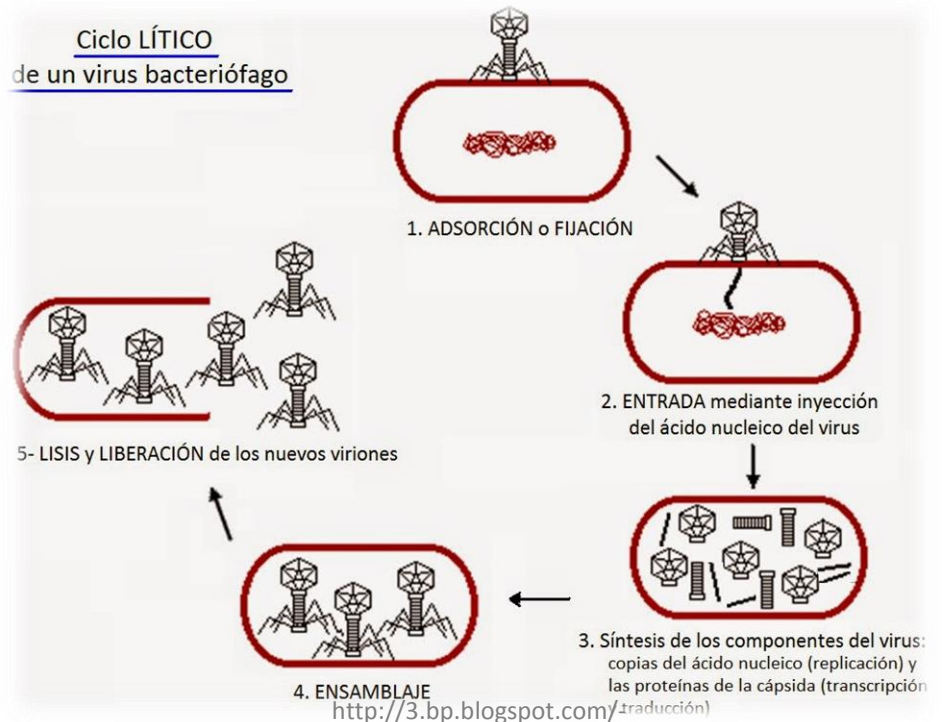 Ciclo LÍTICO
de un virus bacteriófago
1. ADSORCIÓN o FIJACIÓN
2. ENTRADA mediante inyección
del ácido nucleico del virus
3. Síntesis de los componentes del virus:
copias del ácido nucleico (replicación) y
las proteínas de la cápsida (transcripción
y traducción)
4. ENSAMBLAJE
5- LISIS y LIBERACIÓN de los nuevos viriones
http://3.bp.blogspot.com/-